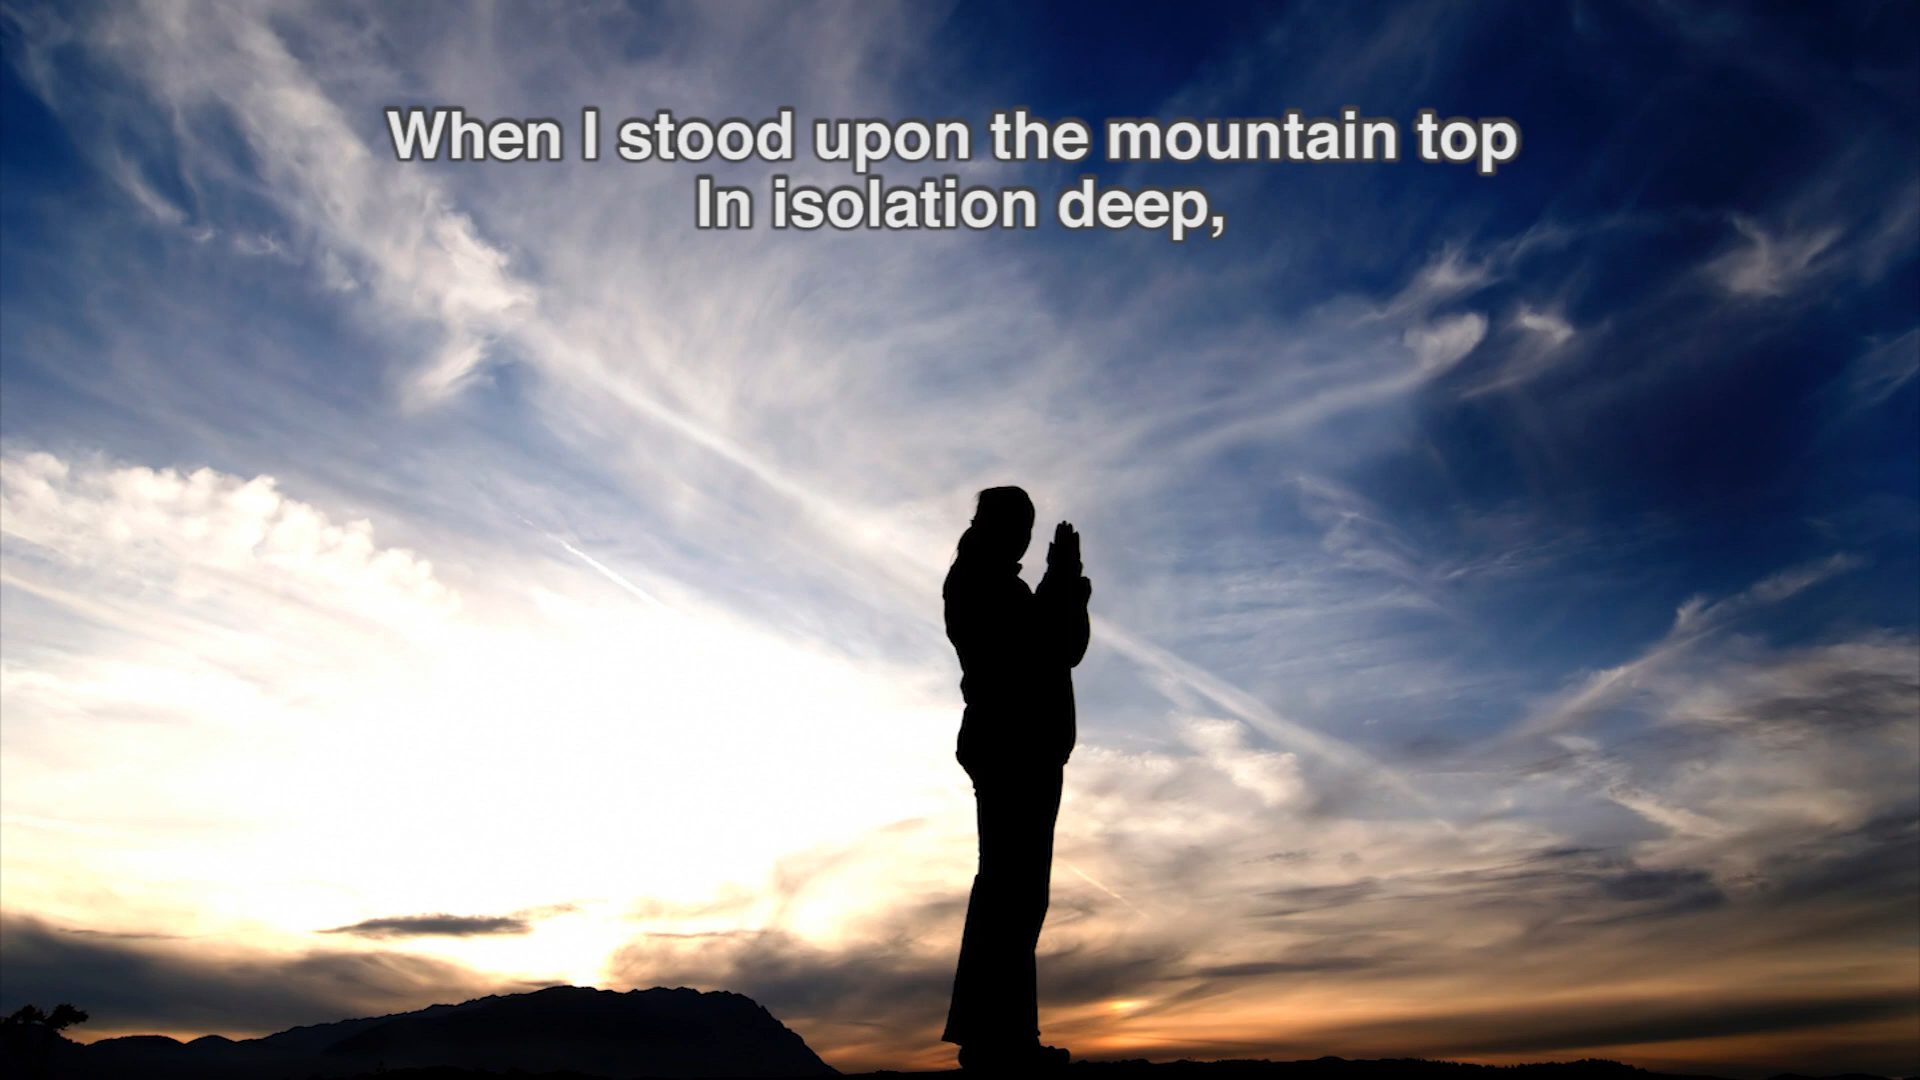 When I stood upon the mountain top
In isolation deep,